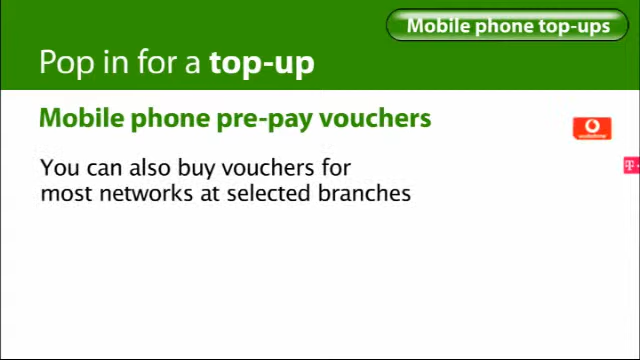 Mobile phone top-ups
Pop in for a top-up
Mobile phone pre-pay vouchers
You can also buy vouchers for
most networks at selected branches
vodafone
T